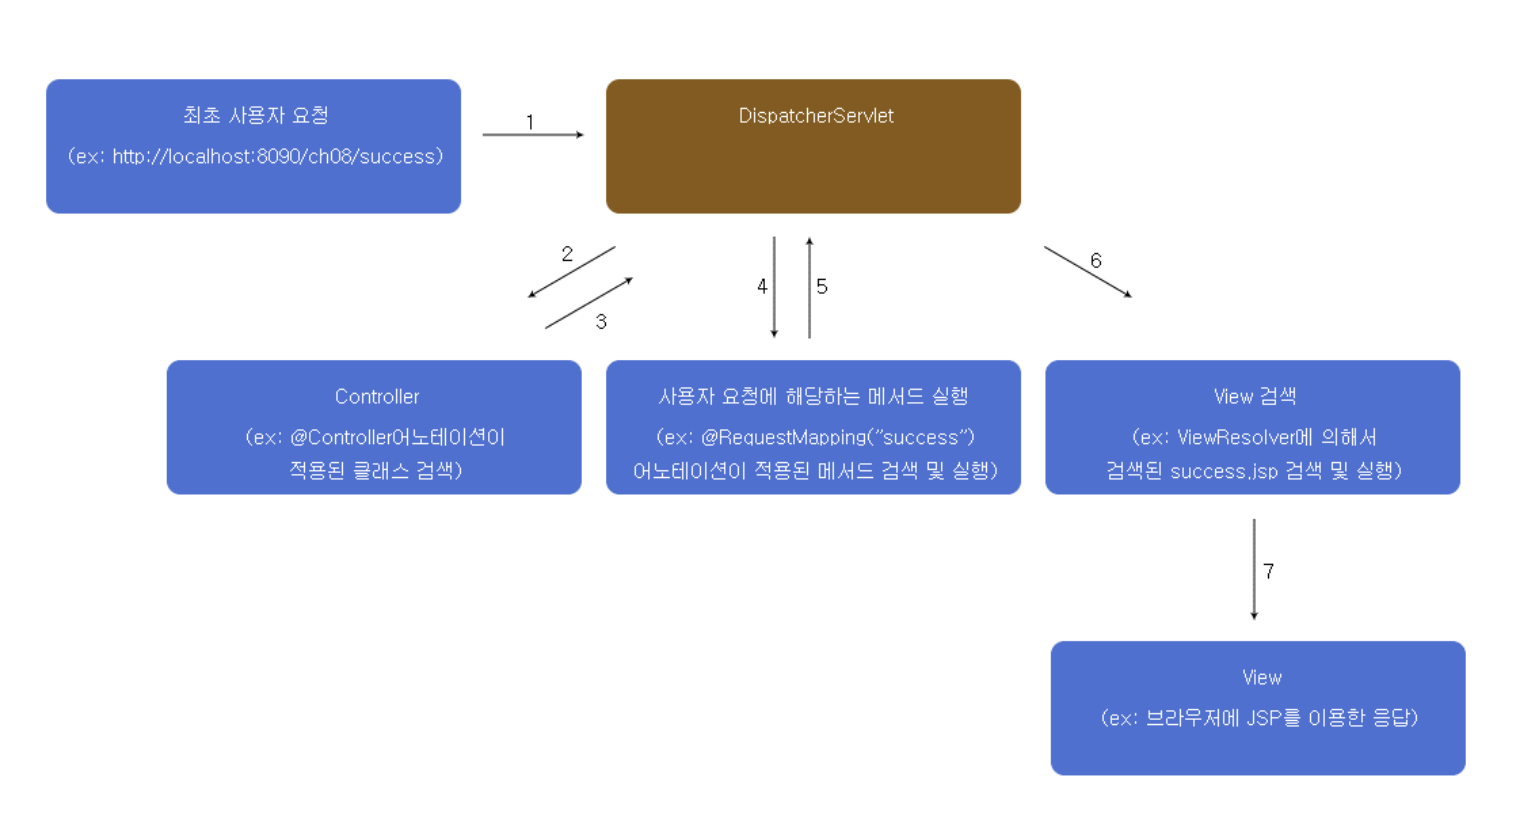 최초 사용자 요청
(ex: http://localhost:8090/ch08/success)
1
DispatcherServlet
2
3
4
5
6
Controller
(ex: @Controller어노테이션이
적용된 클래스 검색)
사용자 요청에 해당하는 메서드 실행
(ex: @RequestMapping("success")
어노테이션이 적용된 메서드 검색 및 실행)
View 검색
(ex: ViewResolver에 의해서
검색된 success.jsp 검색 및 실행)
7
View
(ex: 브라우저에 JSP를 이용한 응답)